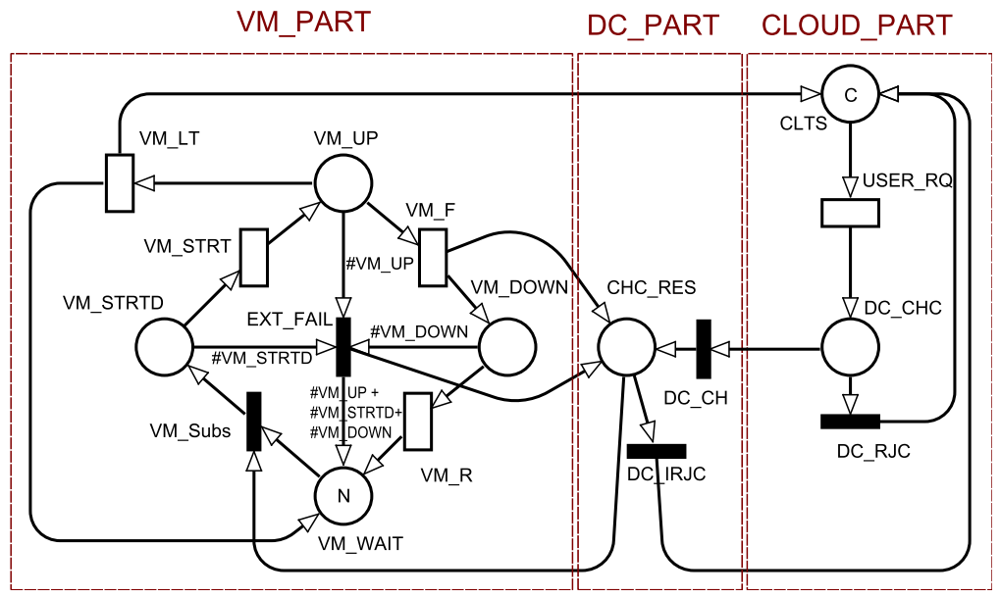 VM_PART
DC_PART
CLOUD_PART
C
CLTS
VM_LT
VM_UP
USER_RQ
VM_F
VM_STRT
#VM_UP
VM_STRTD
VM_DOWN
CHC_RES
DC_CHC
EXT_FAIL
#VM_DOWN
#VM_STRTD
#VM_UP +
#VM_STRTD+
#VM_DOWN
DC_CH
VM_Subs
DC_RJC
VM_R
DC_IRJC
N
VM_WAIT